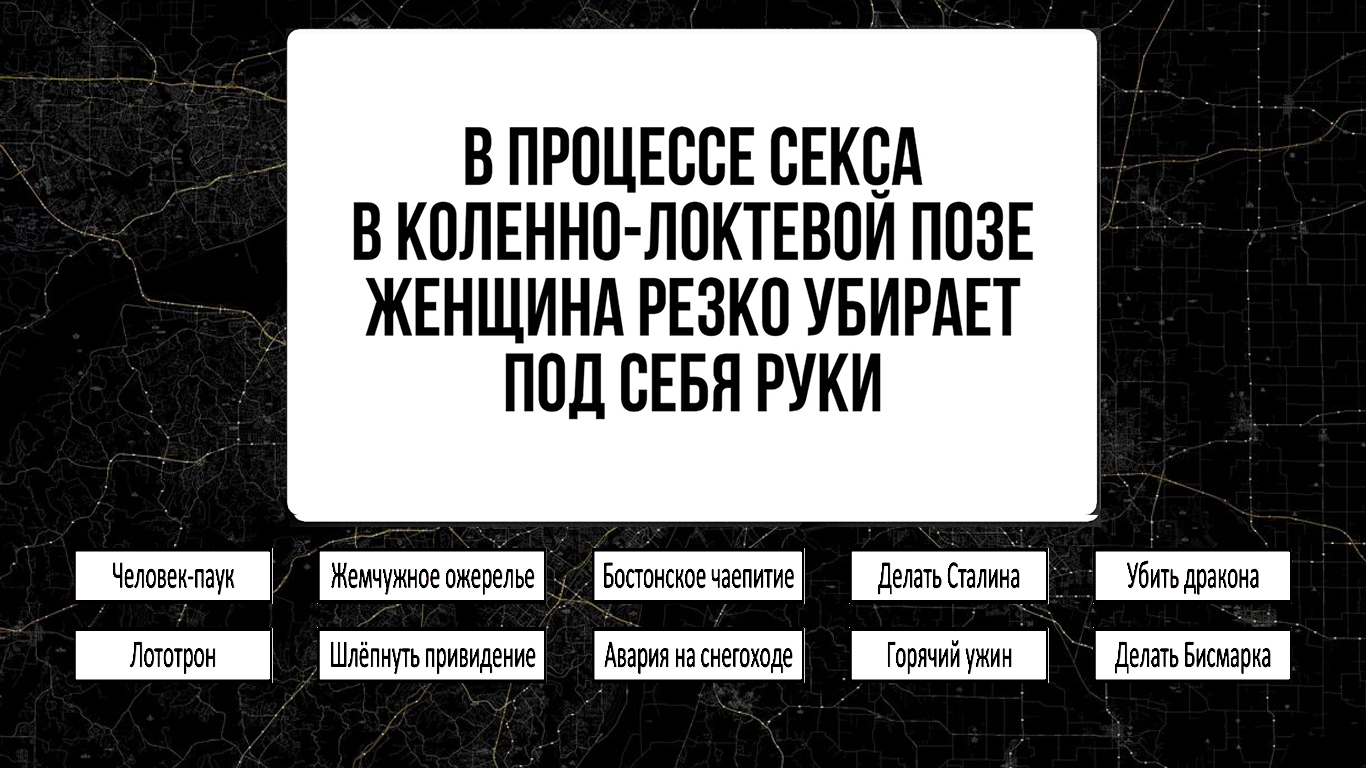 В ПРОЦЕССЕ СЕКСА
В КОЛЕННО-ЛОКТЕВОЙ ПОЗЕ
ЖЕНЩИНА РЕЗКО УБИРАЕТ
ПОД СЕБЯ РУКИ
Человек-паук
Жемчужное ожерелье
Бостонское чаепитие
Делать Сталина
Убить дракона
Лототрон
Шлёпнуть привидение
Авария на снегоходе
Горячий ужин
Делать Бисмарка